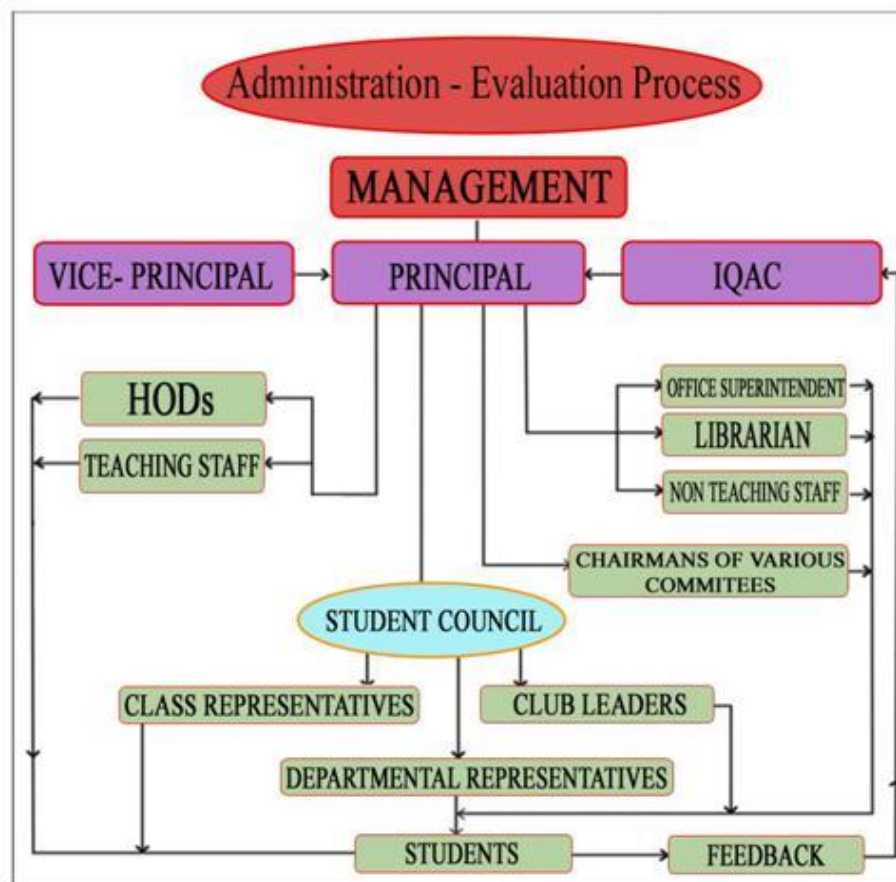 Administration - Evaluation Process
MANAGEMENT
VICE- PRINCIPAL
PRINCIPAL
IQAC
HODs
TEACHING STAFF
OFFICE SUPERINTENDENT
LIBRARIAN
NON TEACHING STAFF
CHAIRMANS OF VARIOUS
COMMITEES
STUDENT COUNCIL
CLASS REPRESENTATIVES
CLUB LEADERS
DEPARTMENTAL REPRESENTATIVES
STUDENTS
FEEDBACK